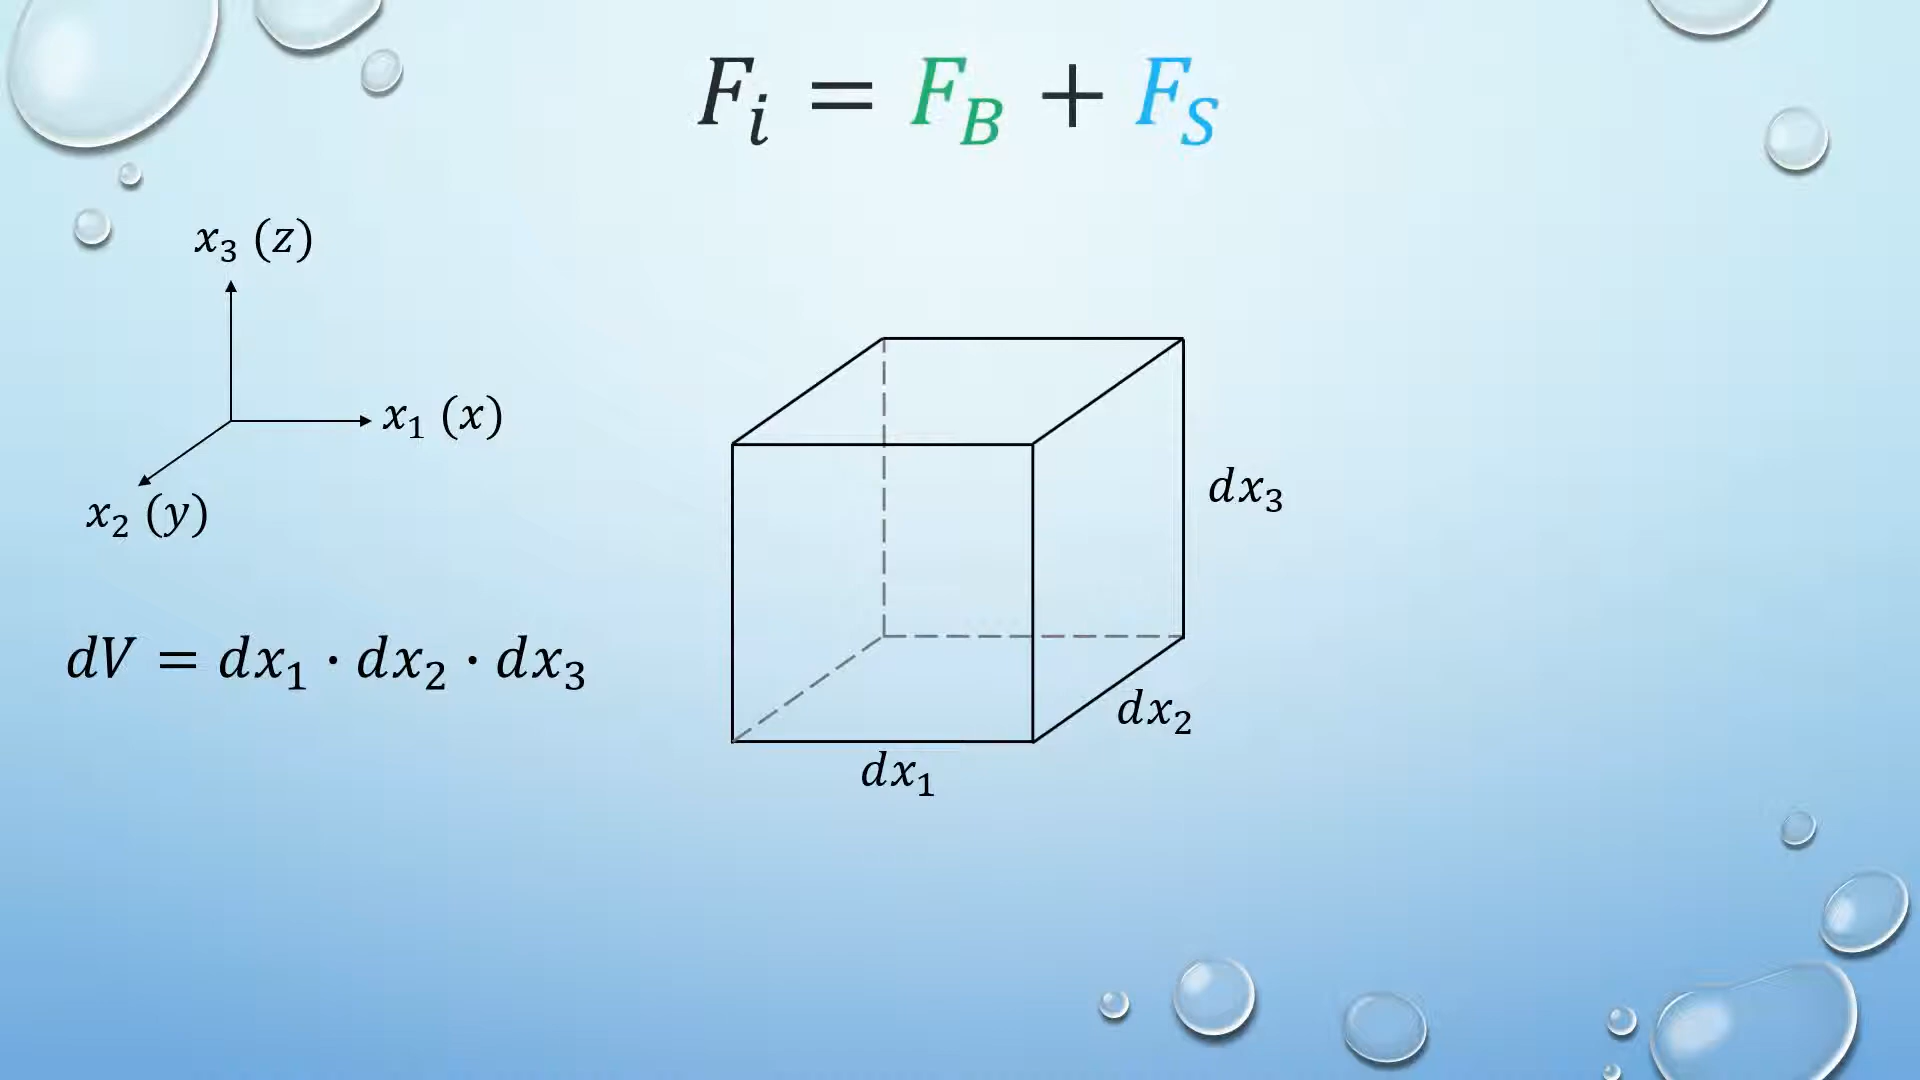 F_i = F_B + F_S
x_3 (z)
x_1 (x)
x_2 (y)
dV = dx_1 · dx_2 · dx_3
dx_3
dx_2
dx_1